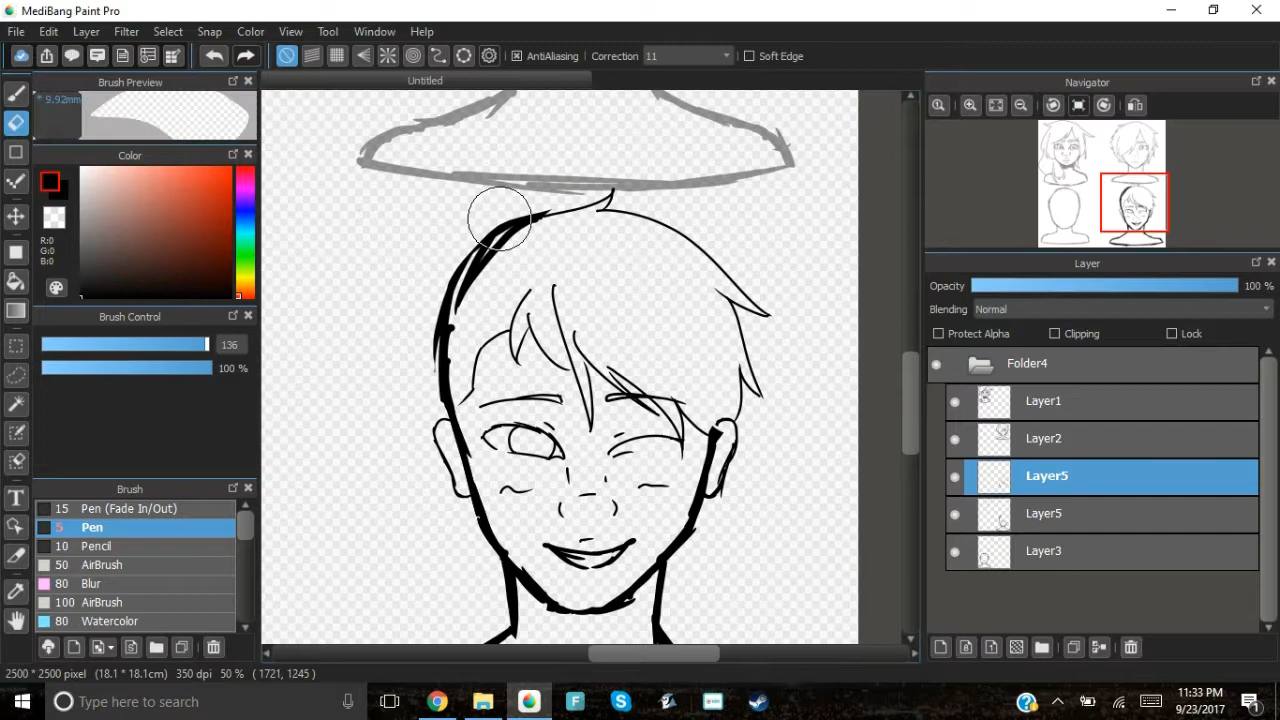 MediBang Paint Pro
File Edit Layer Filter Select Snap Color View Tool Window Help
AntiAliasing Correction 11 Soft Edge
Brush Preview
Untitled
Navigator
* 9.92mm
Color
R:0
G:0
B:0
Layer
Opacity 100 %
Blending Normal
Protect Alpha Clipping Lock
Brush Control
136
100 %
Folder4
Layer1
Layer2
Layer5
Layer5
Layer3
Brush
15 Pen (Fade In/Out)
5 Pen
10 Pencil
50 AirBrush
80 Blur
100 AirBrush
80 Watercolor
2500 * 2500 pixel (18.1 * 18.1cm) 350 dpi 50 % ( 1721, 1245 )
Type here to search
11:33 PM
9/23/2017